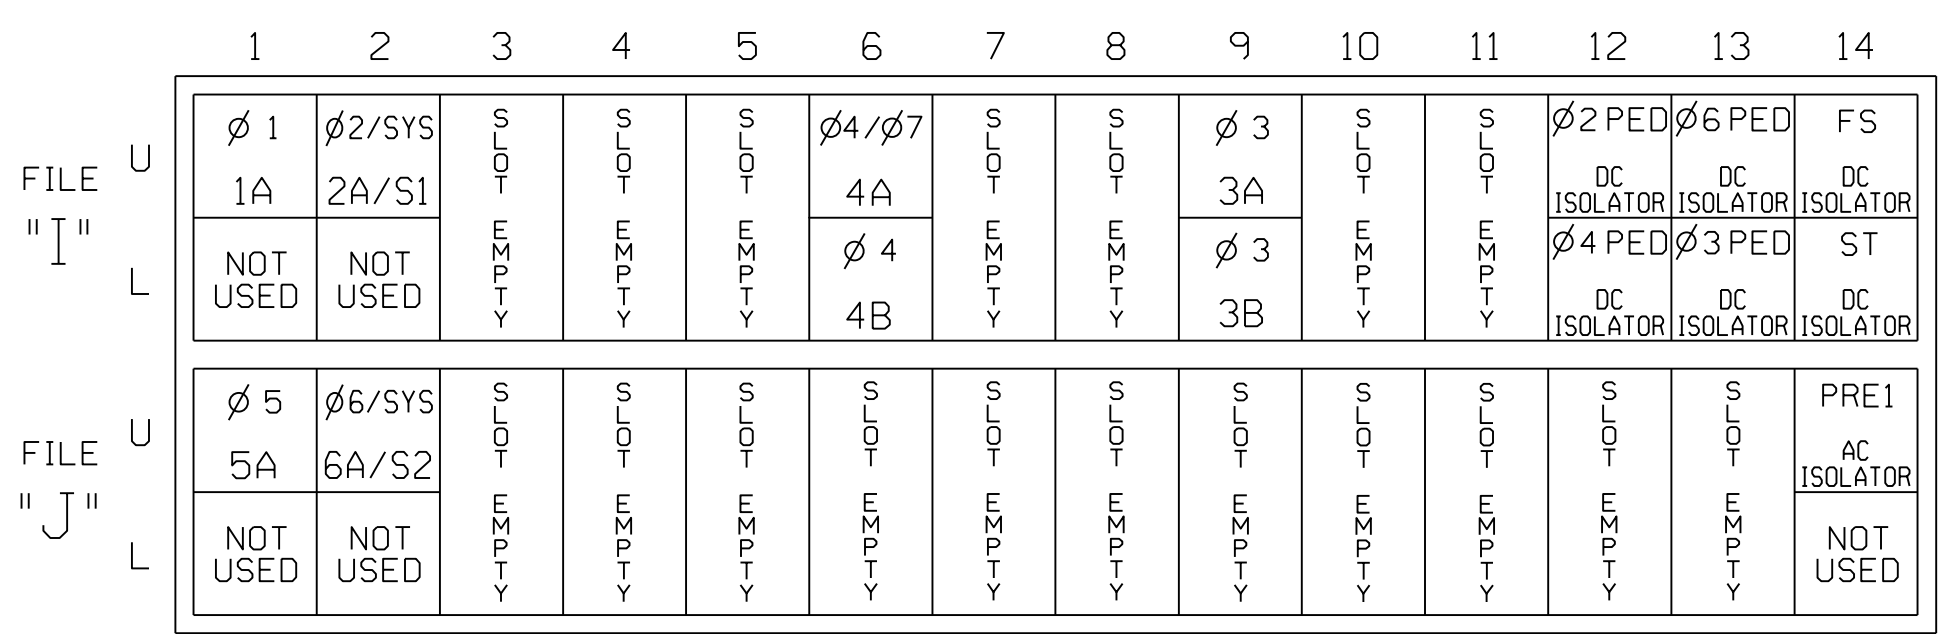 1 2 3 4 5 6 7 8 9 10 11 12 13 14
FILE "I"
U
Ø 1 1A
Ø2/SYS 2A/S1
SLOT EMPTY
SLOT EMPTY
SLOT EMPTY
Ø4/Ø7 4A
SLOT EMPTY
SLOT EMPTY
Ø 3 3A
SLOT EMPTY
SLOT EMPTY
Ø2 PED DC ISOLATOR
Ø6 PED DC ISOLATOR
FS DC ISOLATOR
L
NOT USED
NOT USED
Ø 4 4B
Ø 3 3B
Ø4 PED DC ISOLATOR
Ø3 PED DC ISOLATOR
ST DC ISOLATOR
FILE "J"
U
Ø 5 5A
Ø6/SYS 6A/S2
SLOT EMPTY
SLOT EMPTY
SLOT EMPTY
SLOT EMPTY
SLOT EMPTY
SLOT EMPTY
SLOT EMPTY
SLOT EMPTY
SLOT EMPTY
SLOT EMPTY
SLOT EMPTY
PRE1 AC ISOLATOR
L
NOT USED
NOT USED
NOT USED